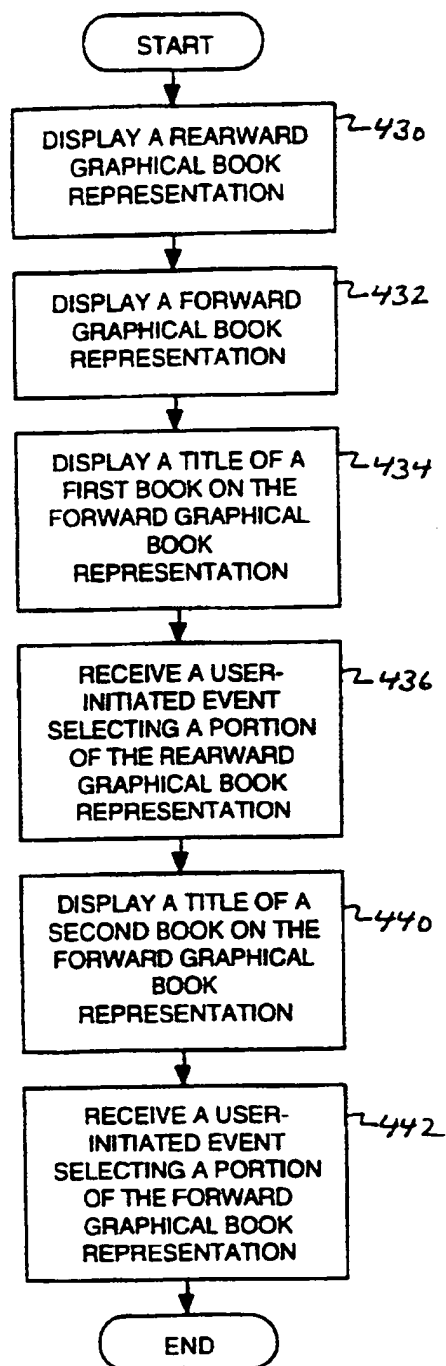 START
DISPLAY A REARWARD
GRAPHICAL BOOK
REPRESENTATION
430
DISPLAY A FORWARD
GRAPHICAL BOOK
REPRESENTATION
432
DISPLAY A TITLE OF A
FIRST BOOK ON THE
FORWARD GRAPHICAL
BOOK
REPRESENTATION
434
RECEIVE A USER-
INITIATED EVENT
SELECTING A PORTION
OF THE REARWARD
GRAPHICAL BOOK
REPRESENTATION
436
DISPLAY A TITLE OF A
SECOND BOOK ON THE
FORWARD GRAPHICAL
BOOK
REPRESENTATION
440
RECEIVE A USER-
INITIATED EVENT
SELECTING A PORTION
OF THE FORWARD
GRAPHICAL BOOK
REPRESENTATION
442
END